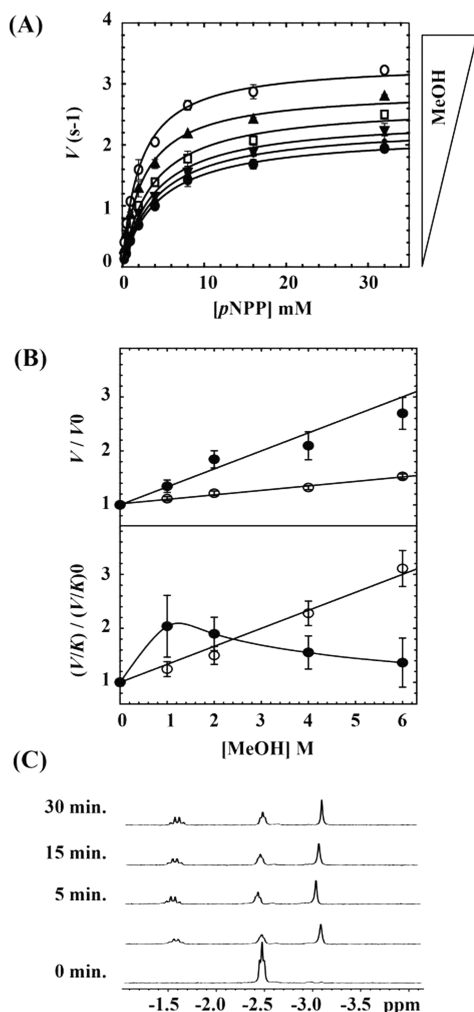 (A)
4
3
2
1
0
V (s-1)
0 10 20 30
[pNPP] mM
MeOH
(B)
3
2
1
V / V0
3
2
1
(V/K) / (V/K)0
0 1 2 3 4 5 6
[MeOH] M
(C)
30 min.
15 min.
5 min.
0 min.
-1.5 -2.0 -2.5 -3.0 -3.5 ppm